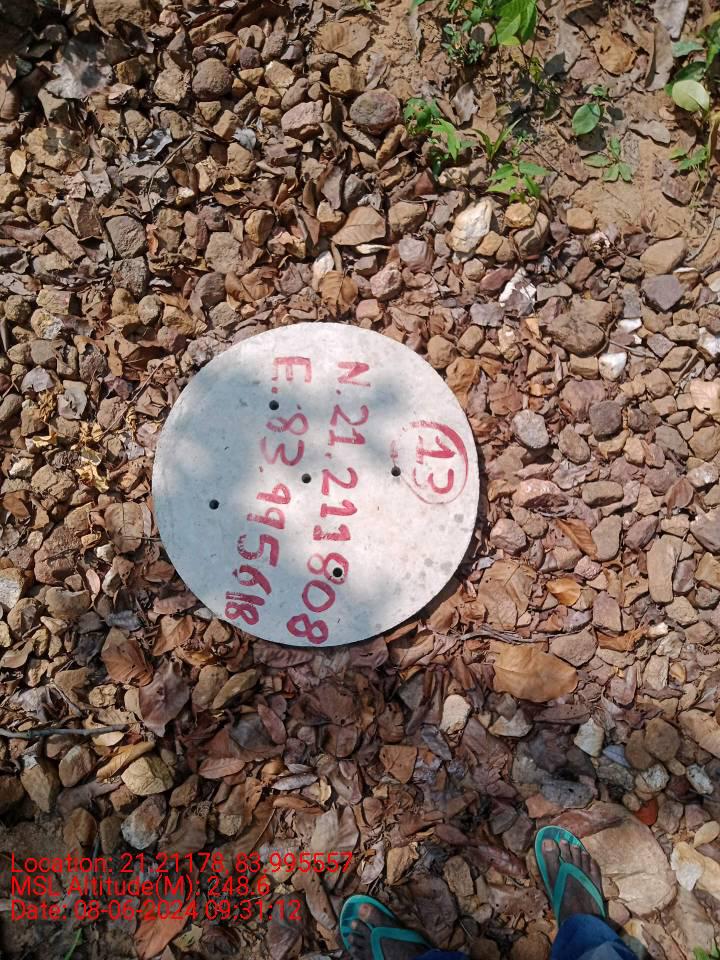 13
N.21.211808
E.83.995618
Location: 21.21178 83.995657
MSL Altitude(M): 248.6
Date: 08-06-2024 09:31:12